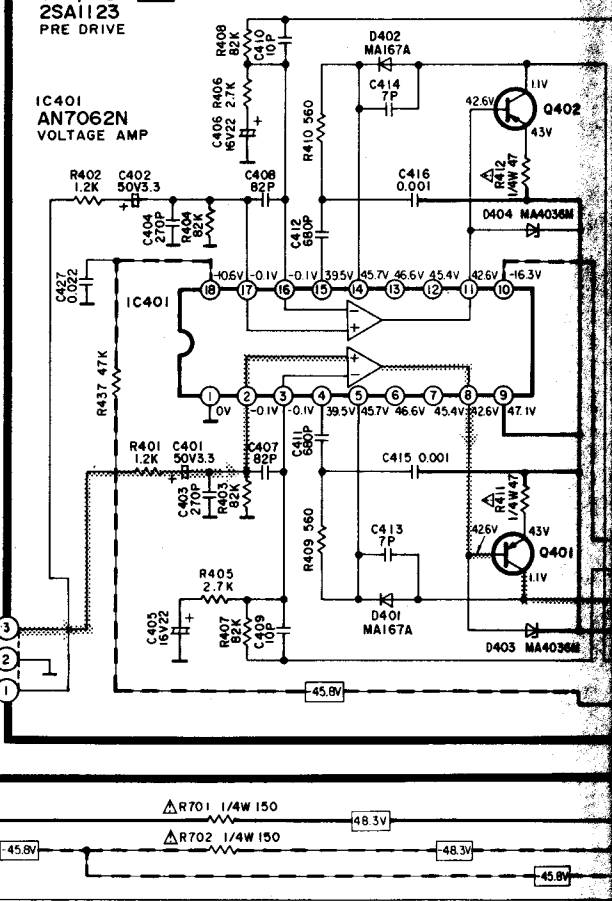 2SA1123
PRE DRIVE
IC401
AN7062N
VOLTAGE AMP
R408
82K
C410
10P
R406
2.7K
C406
16V22
+
D402
MA167A
C414
7P
R410 560
1.1V
42.6V
Q402
43V
⚠R412
1/4W 47
R402
1.2K
C402
50V3.3
+
C408
82P
C416
0.001
C404
270P
R404
82K
C412
680P
D404 MA4036M
C427
0.022
IC401
-10.6V
-0.1V
-0.1V
39.5V
45.7V
46.6V
45.4V
42.6V
-16.3V
18
17
16
15
14
13
12
11
10
−
+
+
−
1
2
3
4
5
6
7
8
9
0V
-0.1V
-0.1V
39.5V
45.7V
46.6V
45.4V
42.6V
47.1V
R437 47K
R401
1.2K
C401
50V3.3
+
C407
82P
C411
680P
C415 0.001
C403
270P
R403
82K
⚠R411
1/4W47
R409 560
C413
7P
42.6V
43V
Q401
1.1V
R405
2.7K
C405
16V22
+
R407
82K
C409
10P
D401
MA167A
D403 MA4036M
3
2
1
-45.8V
⚠R701 1/4W 150
48.3V
⚠R702 1/4W 150
-45.8V
-48.3V
-45.8V